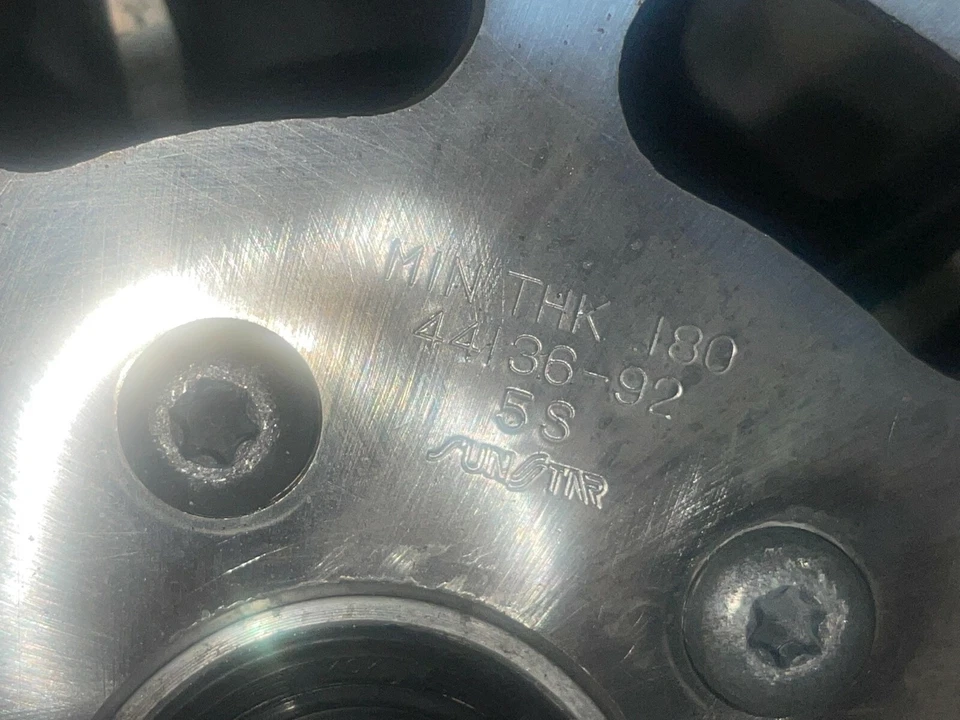 MIN THK .180
44136-92
5S
SUNSTAR